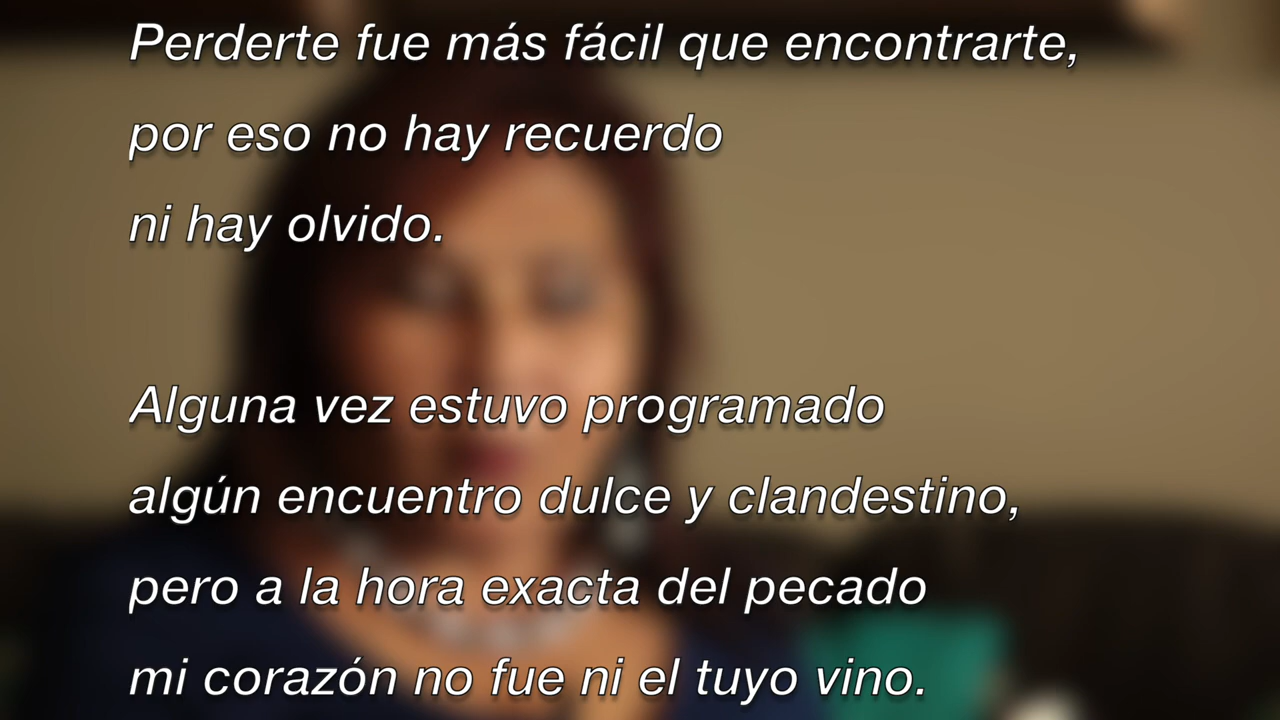 Perderte fue más fácil que encontrarte,
por eso no hay recuerdo
ni hay olvido.
Alguna vez estuvo programado
algún encuentro dulce y clandestino,
pero a la hora exacta del pecado
mi corazón no fue ni el tuyo vino.